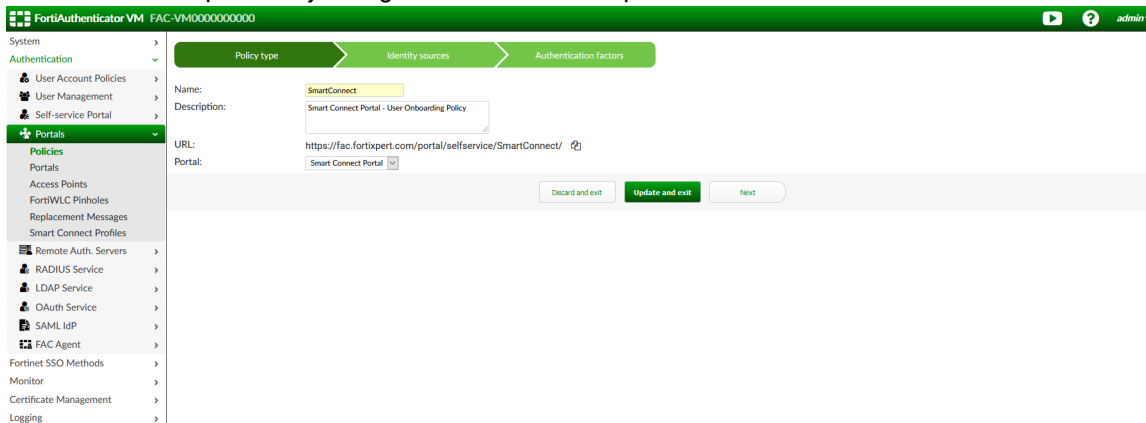 FortiAuthenticator VM FAC-VM0000000000
admin
System
Authentication
User Account Policies
User Management
Self-service Portal
Portals
Policies
Portals
Access Points
FortiWLC Pinholes
Replacement Messages
Smart Connect Profiles
Remote Auth. Servers
RADIUS Service
LDAP Service
OAuth Service
SAML IdP
FAC Agent
Fortinet SSO Methods
Monitor
Certificate Management
Logging
Policy type
Identity sources
Authentication factors
Name: SmartConnect
Description: Smart Connect Portal - User Onboarding Policy
URL: https://fac.fortixpert.com/portal/selfservice/SmartConnect/
Portal: Smart Connect Portal
Discard and exit
Update and exit
Next